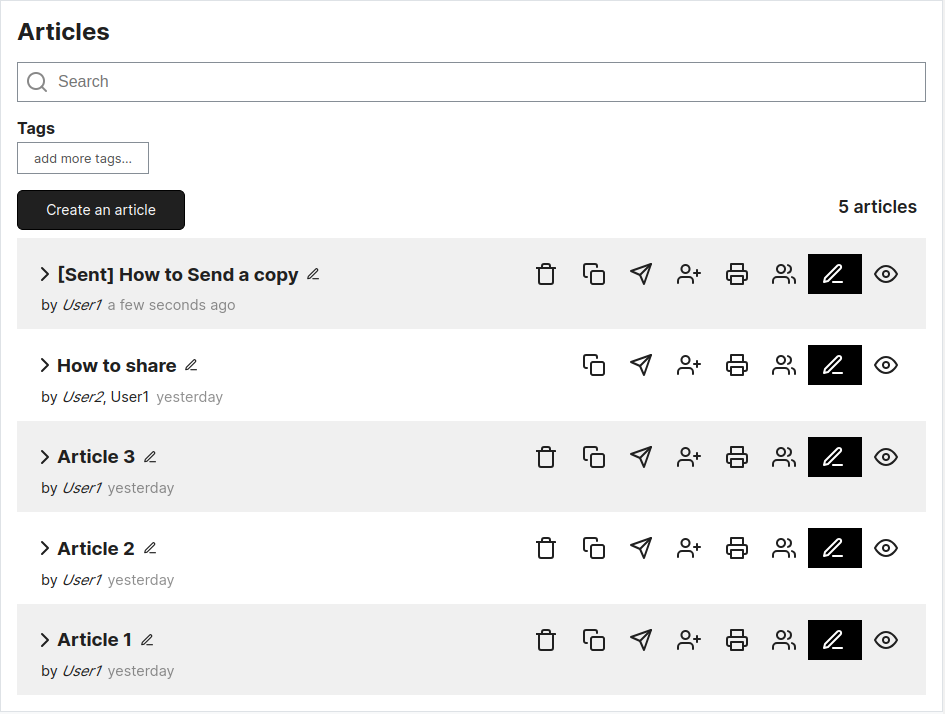 Articles
Search
Tags
add more tags...
Create an article
5 articles
[Sent] How to Send a copy
by User1 a few seconds ago
How to share
by User2, User1 yesterday
Article 3
by User1 yesterday
Article 2
by User1 yesterday
Article 1
by User1 yesterday